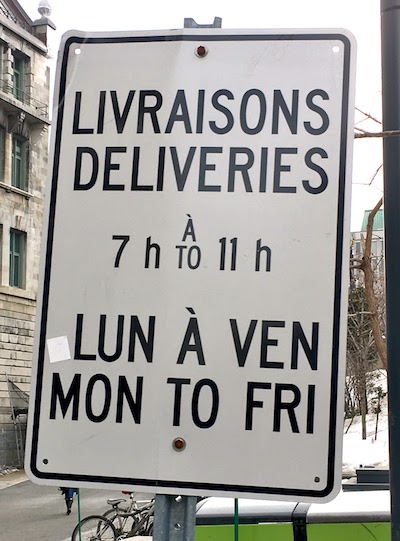 LIVRAISONS
DELIVERIES
À
7 h TO 11 h
LUN À VEN
MON TO FRI